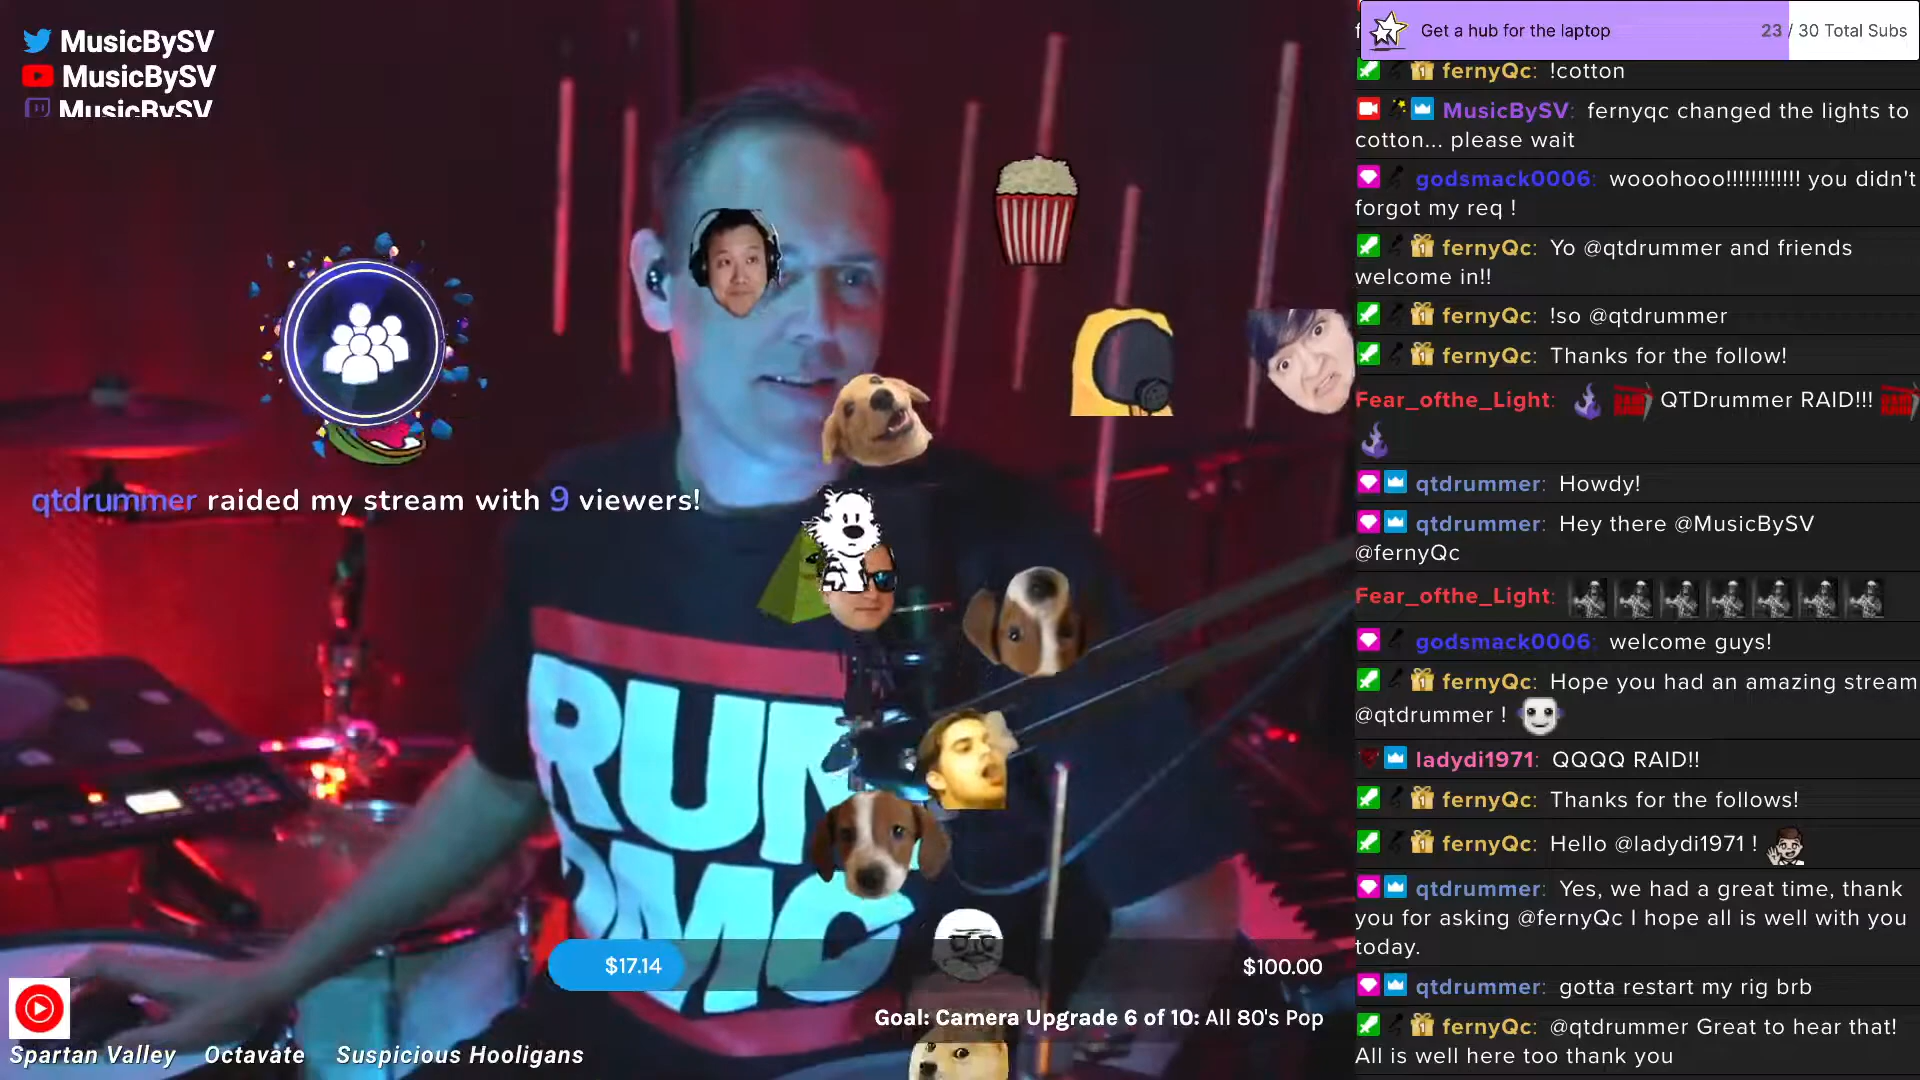 MusicBySV
MusicBySV
MusicBySV
qtdrummer raided my stream with 9 viewers!
RUN
DMC
$17.14
$100.00
Goal: Camera Upgrade 6 of 10: All 80's Pop
Spartan Valley Octavate Suspicious Hooligans
Get a hub for the laptop 23 / 30 Total Subs
fernyQc: !cotton
MusicBySV: fernyqc changed the lights to
cotton... please wait
godsmack0006: wooohooo!!!!!!!!!!!! you didn't
forgot my req !
fernyQc: Yo @qtdrummer and friends
welcome in!!
fernyQc: !so @qtdrummer
fernyQc: Thanks for the follow!
Fear_ofthe_Light: QTDrummer RAID!!!
qtdrummer: Howdy!
qtdrummer: Hey there @MusicBySV
@fernyQc
Fear_ofthe_Light:
godsmack0006: welcome guys!
fernyQc: Hope you had an amazing stream
@qtdrummer !
ladydi1971: QQQQ RAID!!
fernyQc: Thanks for the follows!
fernyQc: Hello @ladydi1971 !
qtdrummer: Yes, we had a great time, thank
you for asking @fernyQc I hope all is well with you
today.
qtdrummer: gotta restart my rig brb
fernyQc: @qtdrummer Great to hear that!
All is well here too thank you